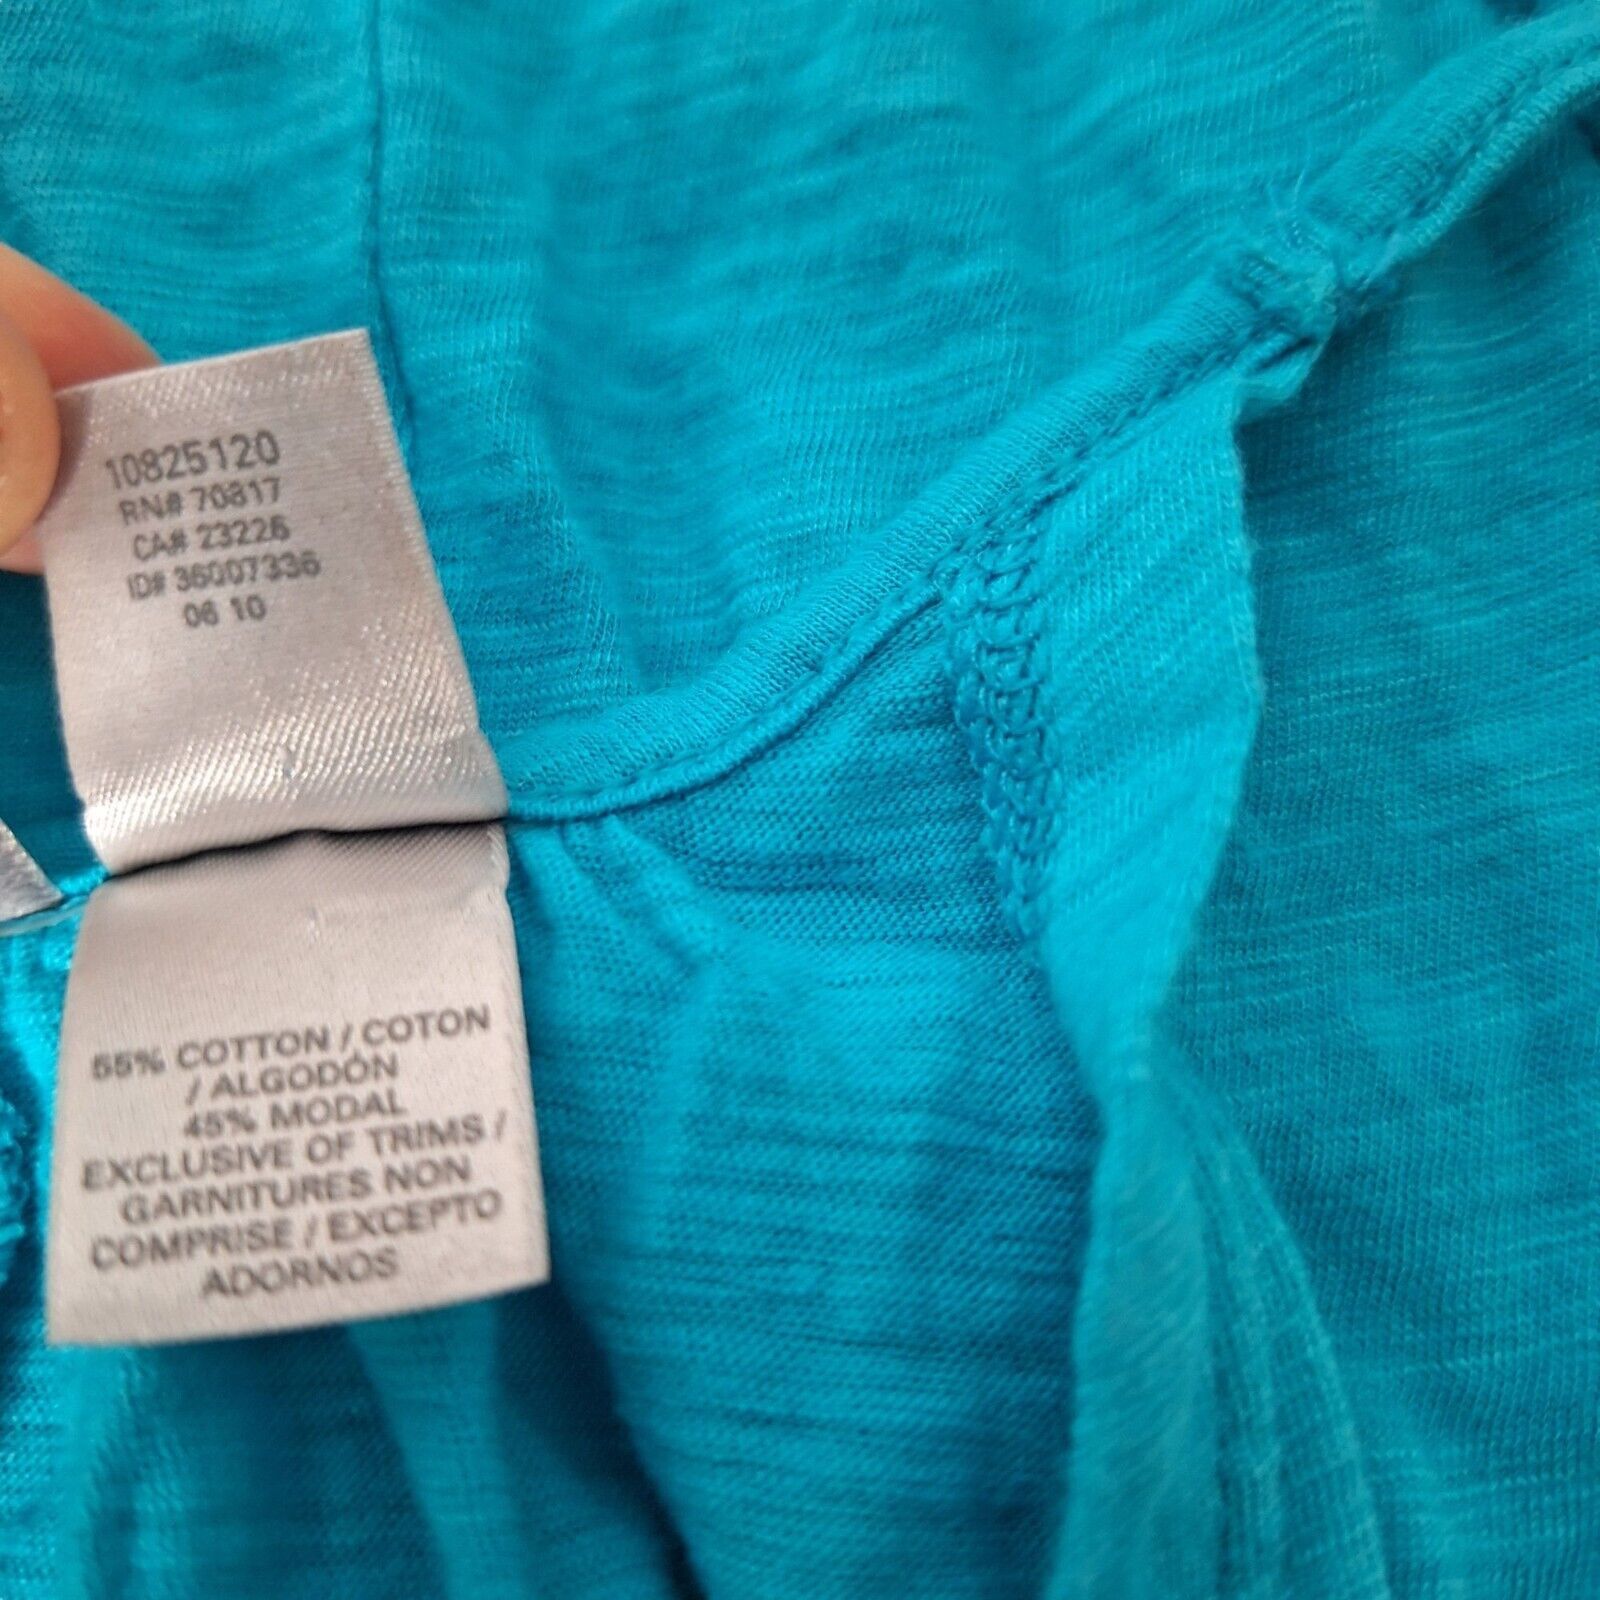 10825120
RN# 70817
CA# 23226
ID# 36007336
06 10
55% COTTON / COTON
/ ALGODÓN
45% MODAL
EXCLUSIVE OF TRIMS /
GARNITURES NON
COMPRISE / EXCEPTO
ADORNOS